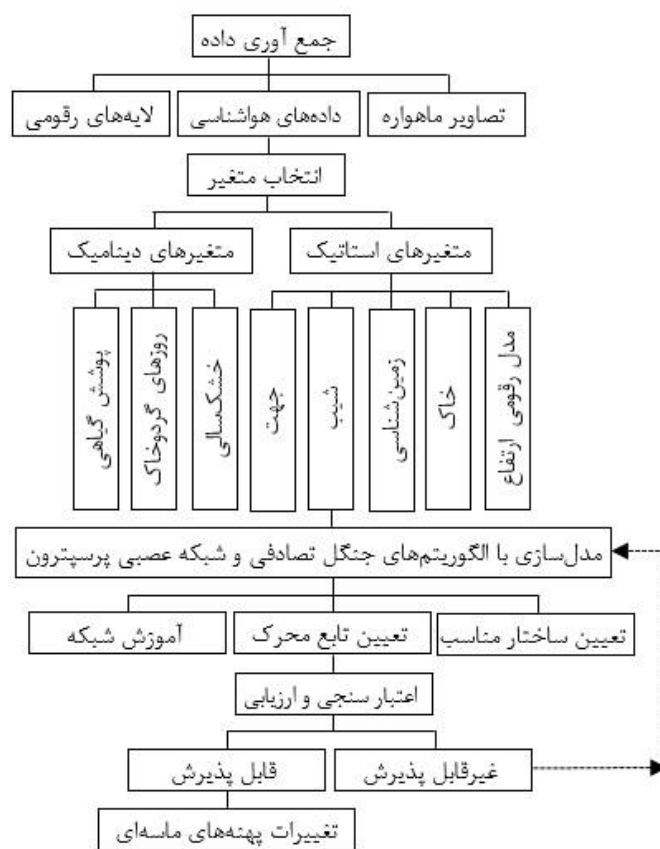 جمع آوری داده
تصاویر ماهواره
داده‌های هواشناسی
لایه‌های رقومی
انتخاب متغیر
متغیرهای استاتیک
متغیرهای دینامیک
مدل رقومی ارتفاع
خاک
زمین‌شناسی
شیب
جهت
خشک‌سالی
روزهای گردوخاک
پوشش گیاهی
مدل‌سازی با الگوریتم‌های جنگل تصادفی و شبکه عصبی پرسپترون
تعیین ساختار مناسب
تعیین تابع محرک
آموزش شبکه
اعتبار سنجی و ارزیابی
غیرقابل پذیرش
قابل پذیرش
تغییرات پهنه‌های ماسه‌ای